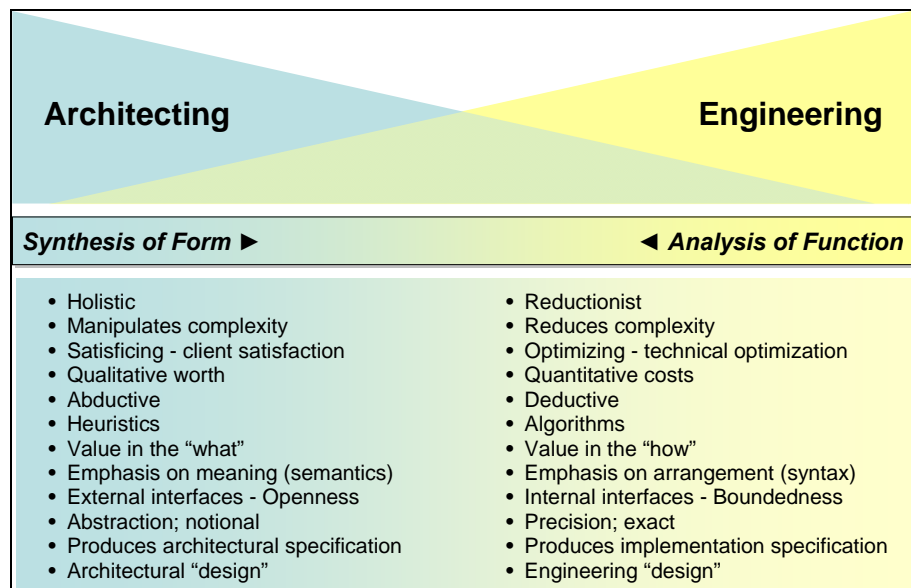 Architecting
Engineering
Synthesis of Form ►
◄ Analysis of Function
• Holistic
• Manipulates complexity
• Satisficing - client satisfaction
• Qualitative worth
• Abductive
• Heuristics
• Value in the “what”
• Emphasis on meaning (semantics)
• External interfaces - Openness
• Abstraction; notional
• Produces architectural specification
• Architectural “design”
• Reductionist
• Reduces complexity
• Optimizing - technical optimization
• Quantitative costs
• Deductive
• Algorithms
• Value in the “how”
• Emphasis on arrangement (syntax)
• Internal interfaces - Boundedness
• Precision; exact
• Produces implementation specification
• Engineering “design”